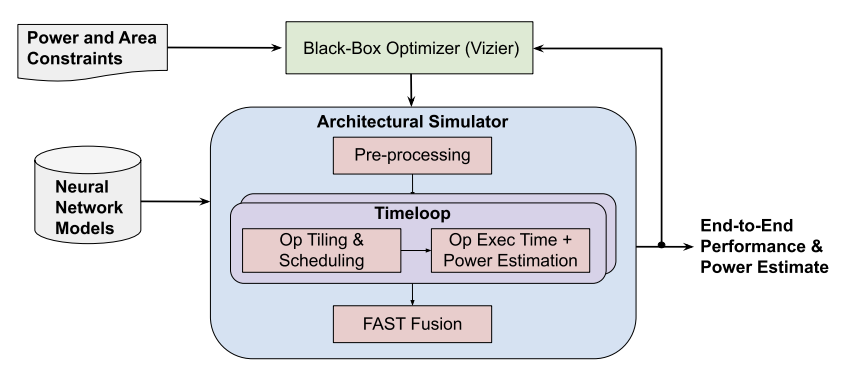 Power and Area
Constraints
Black-Box Optimizer (Vizier)
Architectural Simulator
Pre-processing
Neural
Network
Models
Timeloop
Op Tiling &
Scheduling
Op Exec Time +
Power Estimation
FAST Fusion
End-to-End
Performance &
Power Estimate